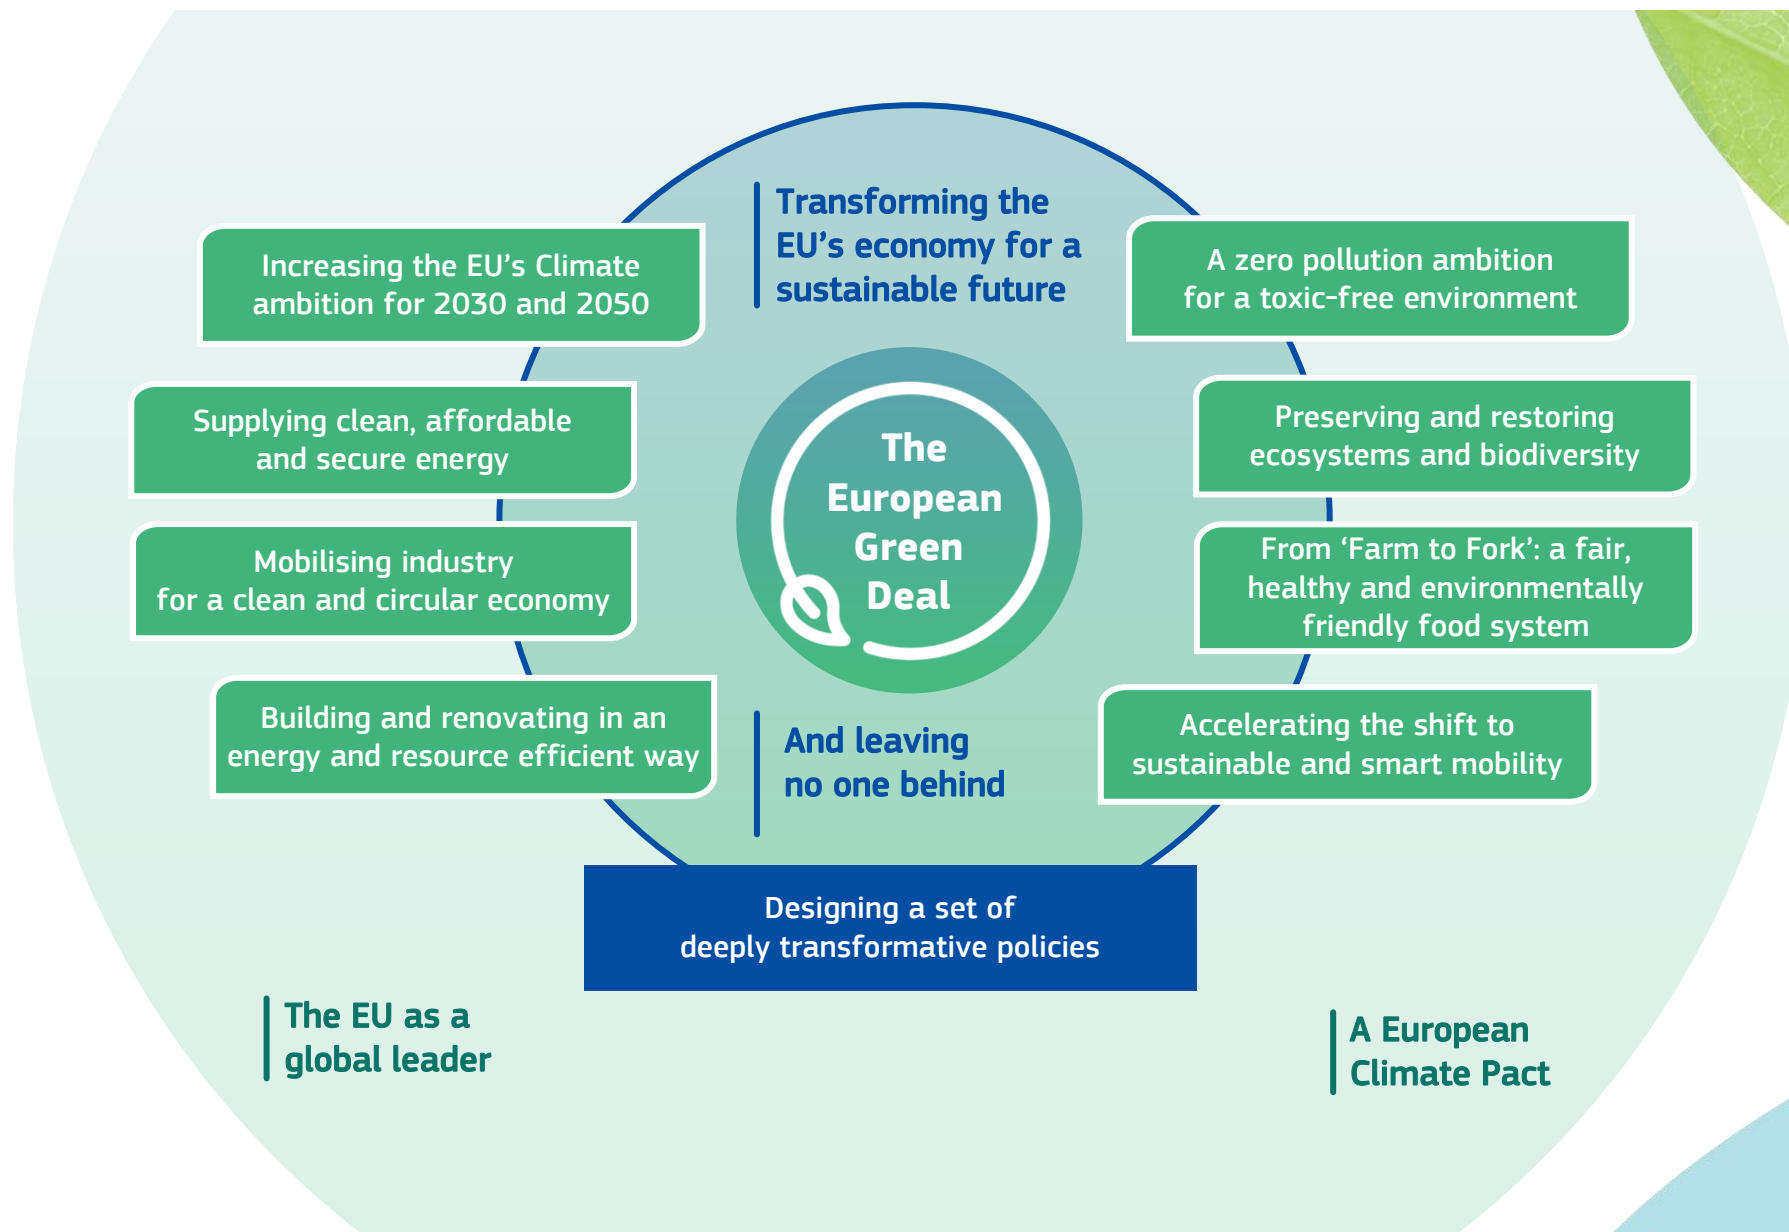 Transforming the
EU’s economy for a
sustainable future
Increasing the EU’s Climate
ambition for 2030 and 2050
Supplying clean, affordable
and secure energy
Mobilising industry
for a clean and circular economy
Building and renovating in an
energy and resource efficient way
The
European
Green
Deal
A zero pollution ambition
for a toxic-free environment
Preserving and restoring
ecosystems and biodiversity
From ‘Farm to Fork’: a fair,
healthy and environmentally
friendly food system
Accelerating the shift to
sustainable and smart mobility
And leaving
no one behind
Designing a set of
deeply transformative policies
The EU as a
global leader
A European
Climate Pact